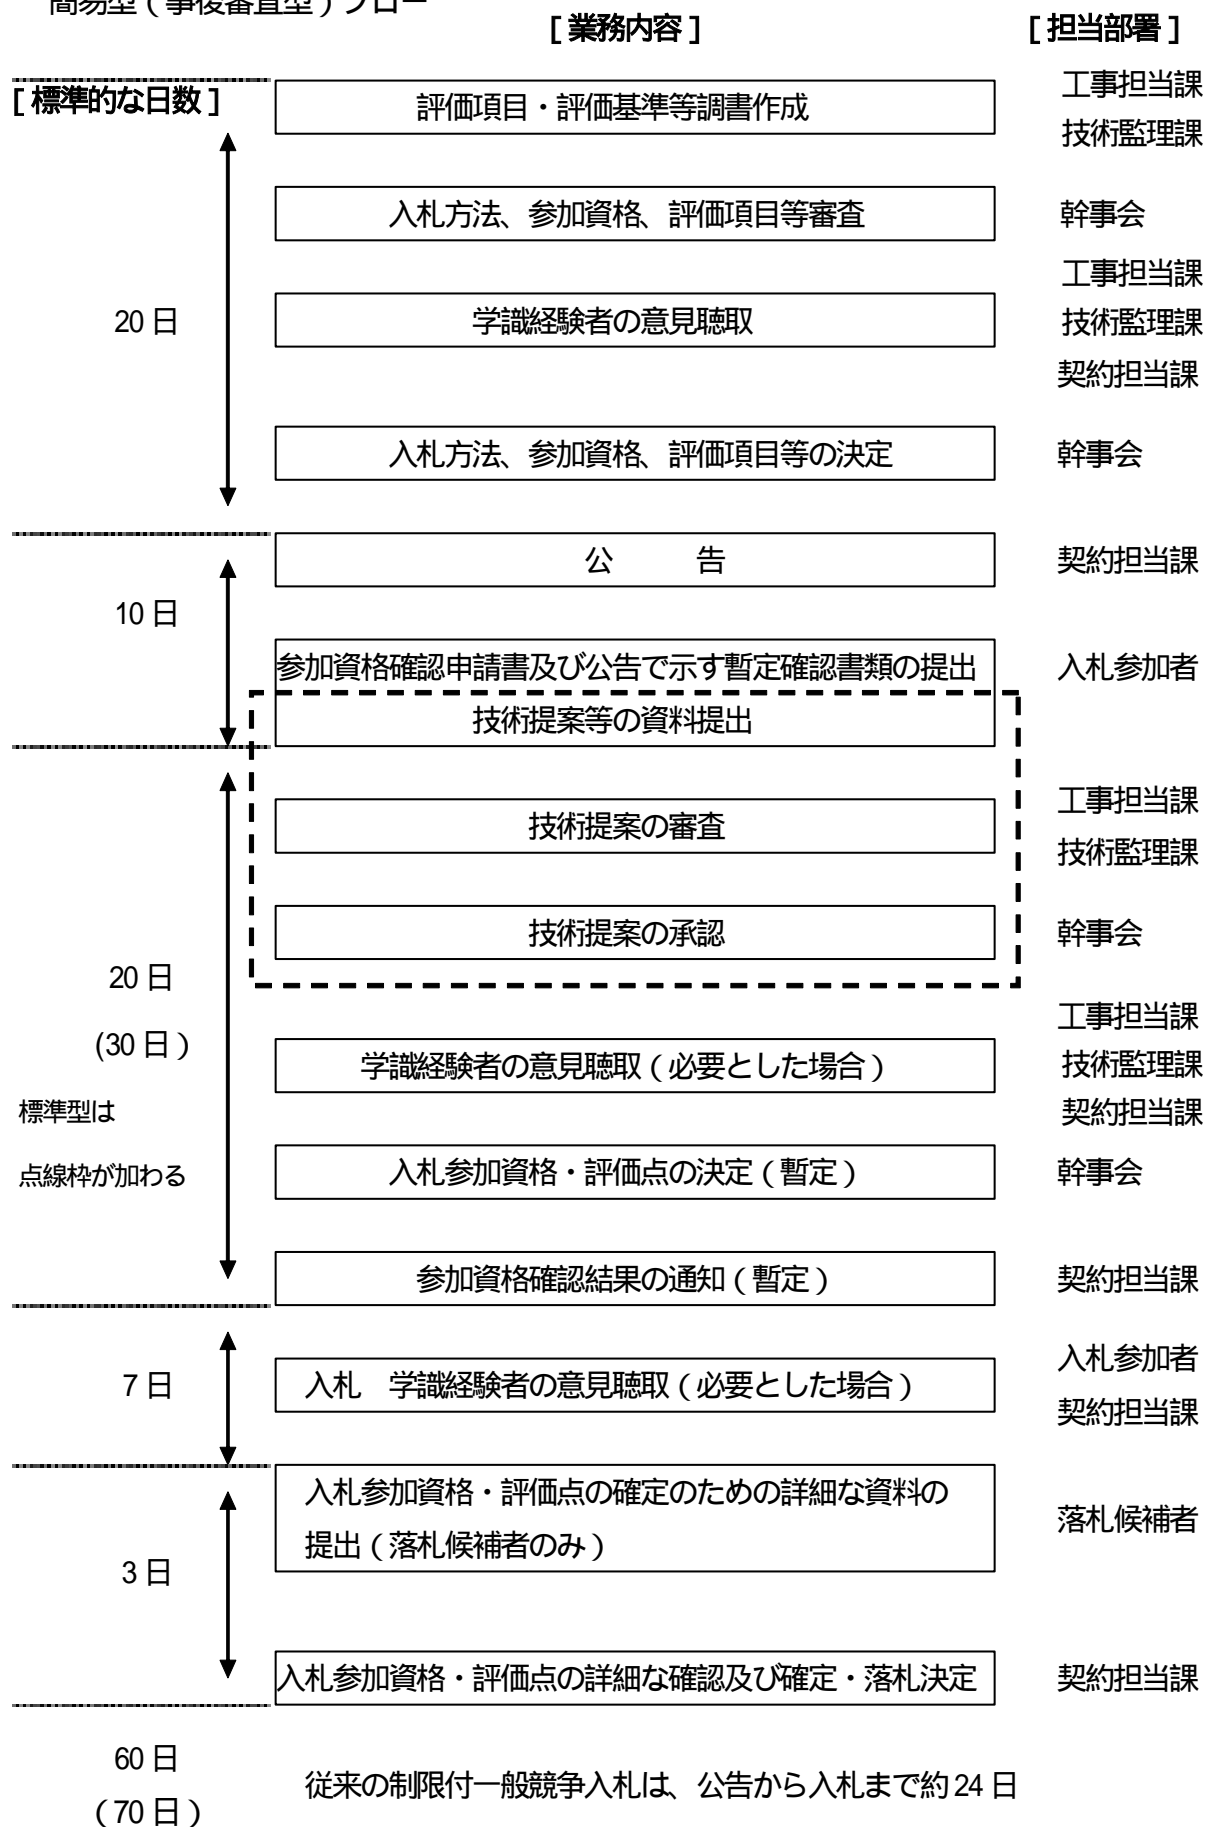 簡易型(事後審査型)フロー
[業務内容] [担当部署]
[標準的な日数]
評価項目・評価基準等調書作成
工事担当課
技術監理課
入札方法、参加資格、評価項目等審査 幹事会
20日
学識経験者の意見聴取
工事担当課
技術監理課
契約担当課
入札方法、参加資格、評価項目等の決定 幹事会
公 告 契約担当課
10日
参加資格確認申請書及び公告で示す暫定確認書類の提出 入札参加者
技術提案等の資料提出
技術提案の審査
工事担当課
技術監理課
技術提案の承認 幹事会
20日
(30日)
標準型は
点線枠が加わる
学識経験者の意見聴取(必要とした場合)
工事担当課
技術監理課
契約担当課
入札参加資格・評価点の決定(暫定) 幹事会
参加資格確認結果の通知(暫定) 契約担当課
7日
入札 学識経験者の意見聴取(必要とした場合)
入札参加者
契約担当課
入札参加資格・評価点の確定のための詳細な資料の
提出(落札候補者のみ)
落札候補者
3日
入札参加資格・評価点の詳細な確認及び確定・落札決定 契約担当課
60日
(70日)
従来の制限付一般競争入札は、公告から入札まで約24日